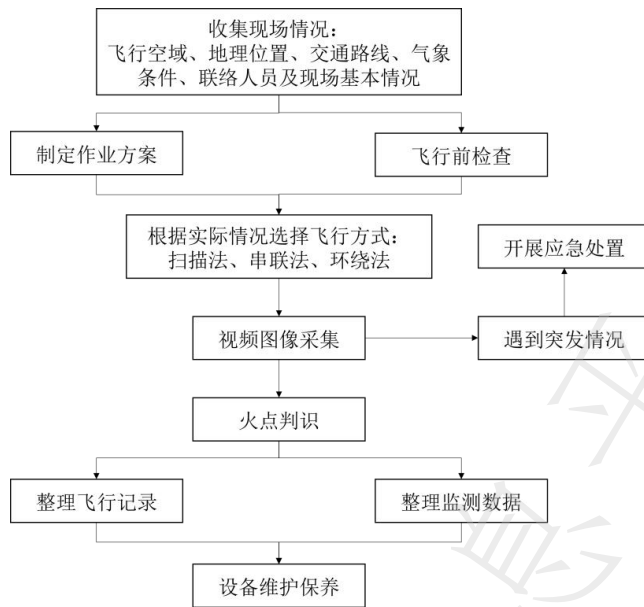 收集现场情况：
飞行空域、地理位置、交通路线、气象
条件、联络人员及现场基本情况
制定作业方案
飞行前检查
根据实际情况选择飞行方式：
扫描法、串联法、环绕法
开展应急处置
视频图像采集
遇到突发情况
火点判识
整理飞行记录
整理监测数据
设备维护保养